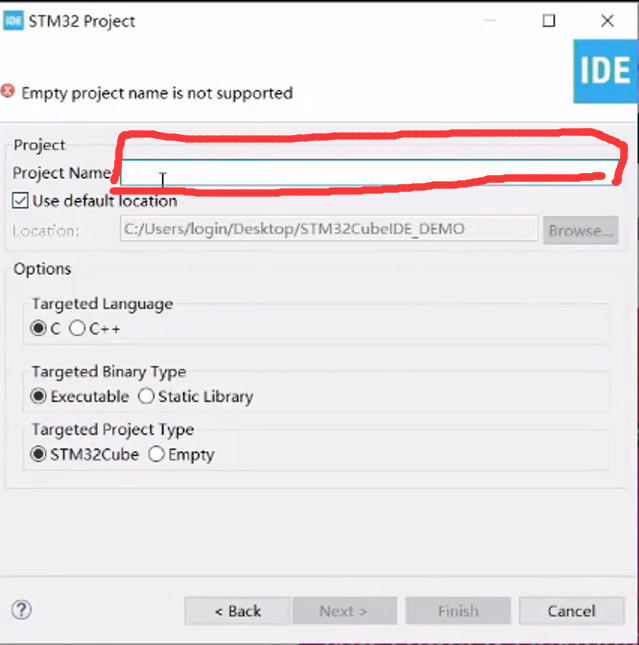 IDE STM32 Project
IDE
Empty project name is not supported
Project
Project Name:
Use default location
Location: C:/Users/login/Desktop/STM32CubeIDE_DEMO Browse...
Options
Targeted Language
C C++
Targeted Binary Type
Executable Static Library
Targeted Project Type
STM32Cube Empty
? < Back Next > Finish Cancel